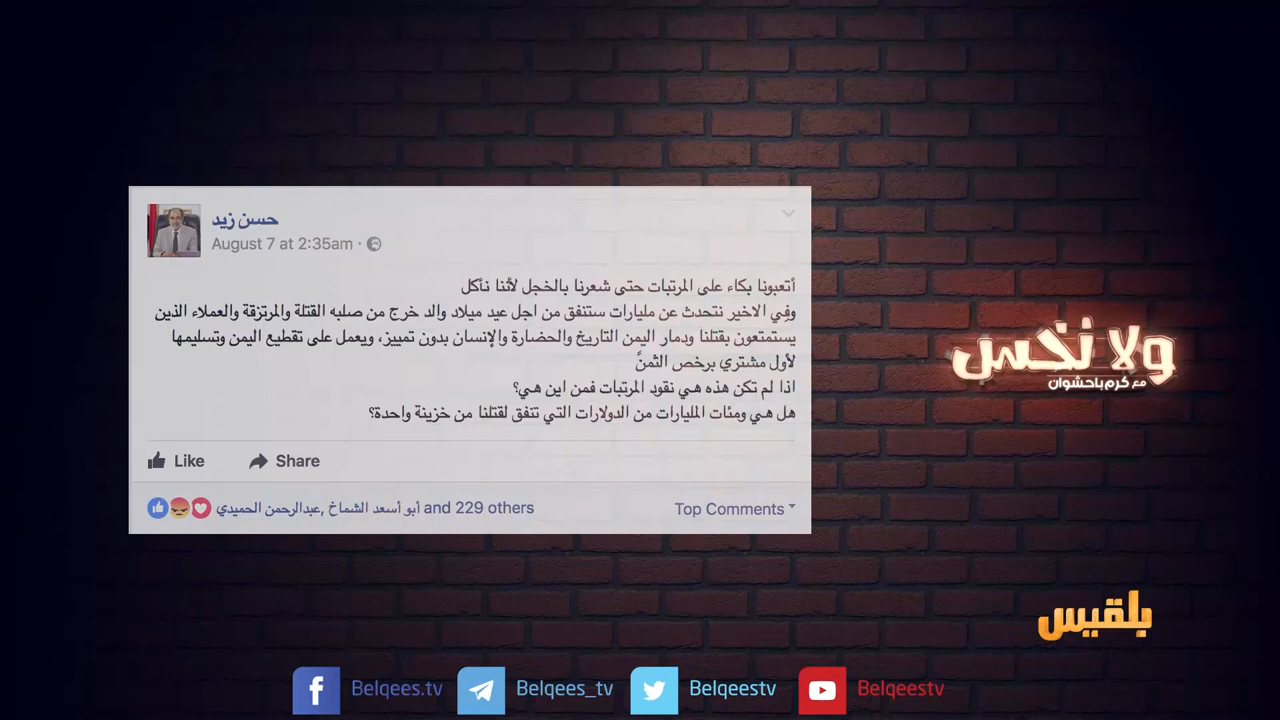 حسن زيد
August 7 at 2:35am ·
أتعبونا بكاء على المرتبات حتى شعرنا بالخجل لأننا نأكل
وفي الاخير نتحدث عن مليارات ستنفق من اجل عيد ميلاد والد خرج من صلبه القتلة والمرتزقة والعملاء الذين
يستمتعون بقتلنا ودمار اليمن التاريخ والحضارة والإنسان بدون تمييز، ويعمل على تقطيع اليمن وتسليمها
لأول مشتري برخص الثمنً
اذا لم تكن هذه هي نقود المرتبات فمن اين هي؟
هل هي ومئات المليارات من الدولارات التي تنفق لقتلنا من خزينة واحدة؟
Like Share
أبو أسعد الشماخ ,عبدالرحمن الحميدي and 229 others Top Comments
ولا نخس
مع كرم باحشوان
بلقيس
Belqees.tv Belqees_tv Belqeestv Belqeestv